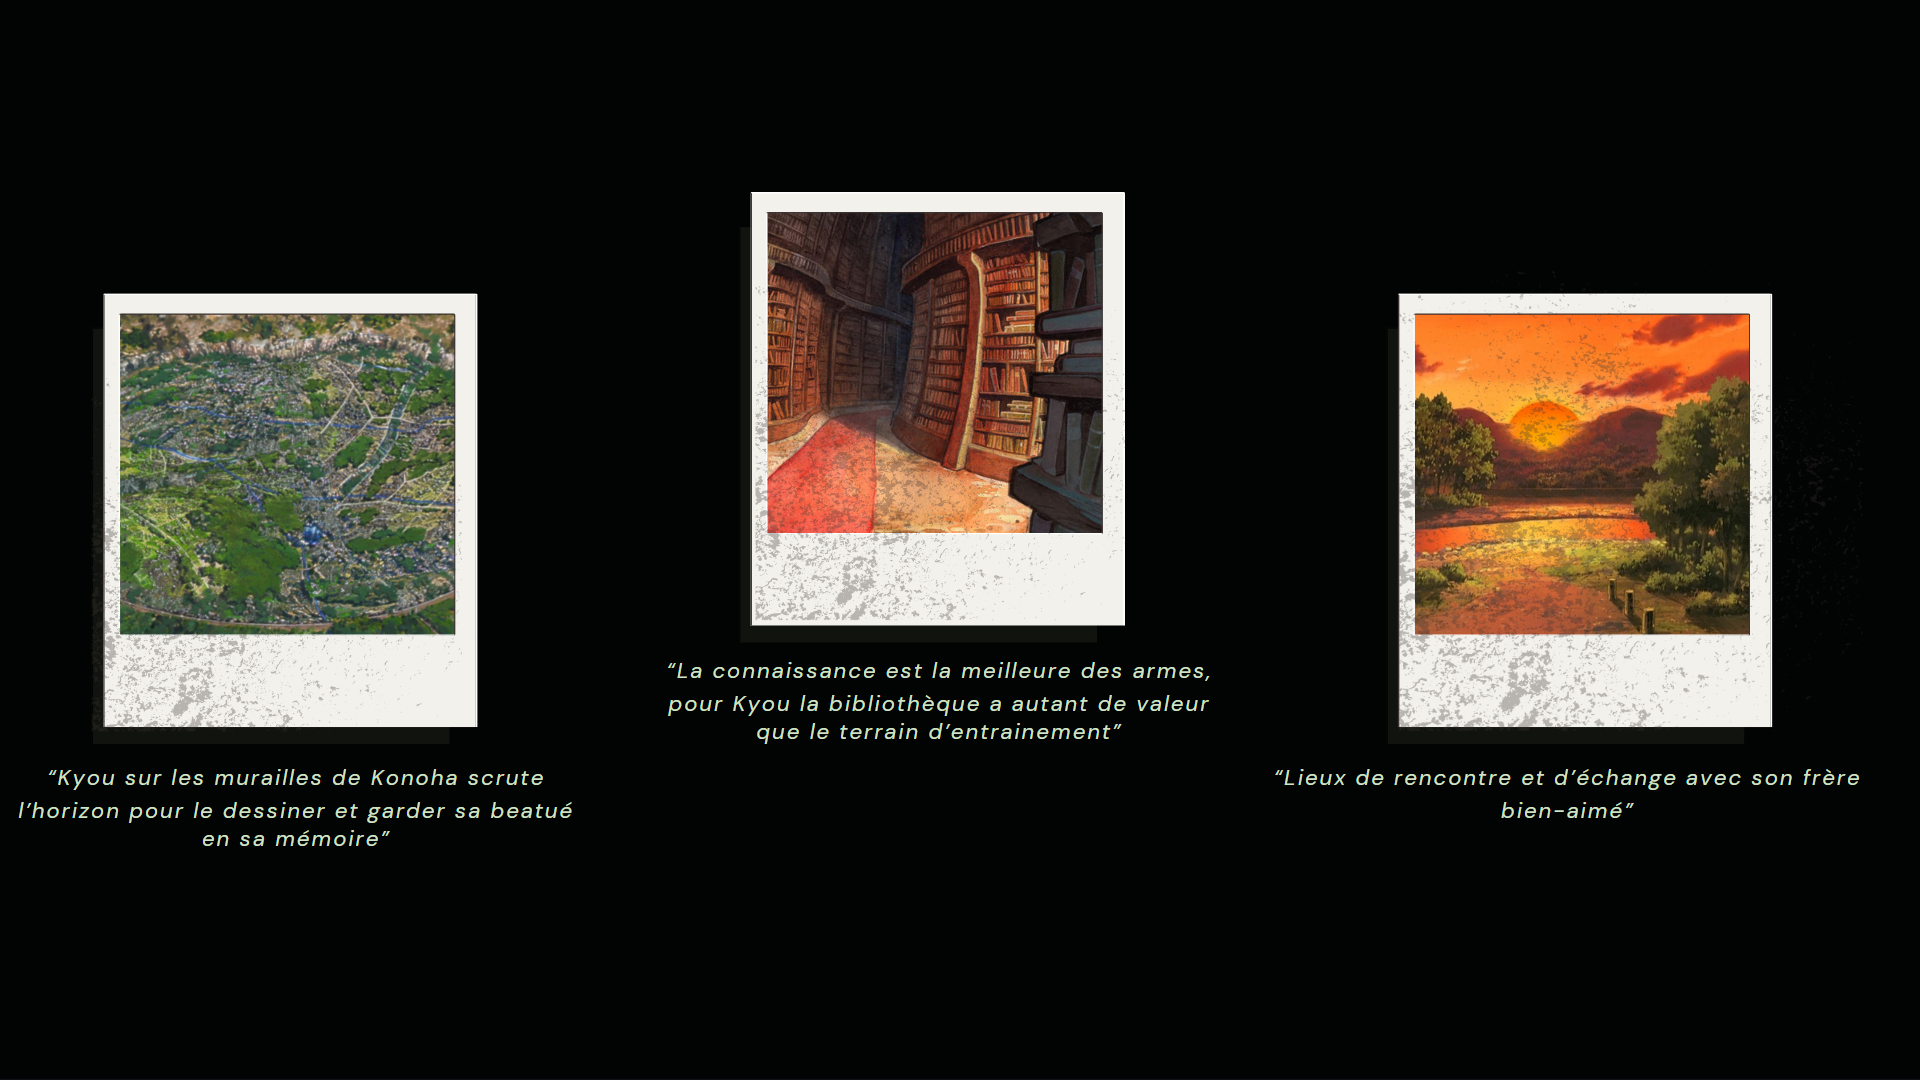 “Kyou sur les murailles de Konoha scrute
l’horizon pour le dessiner et garder sa beatué
en sa mémoire”
“La connaissance est la meilleure des armes,
pour Kyou la bibliothèque a autant de valeur
que le terrain d’entrainement”
“Lieux de rencontre et d’échange avec son frère
bien-aimé”